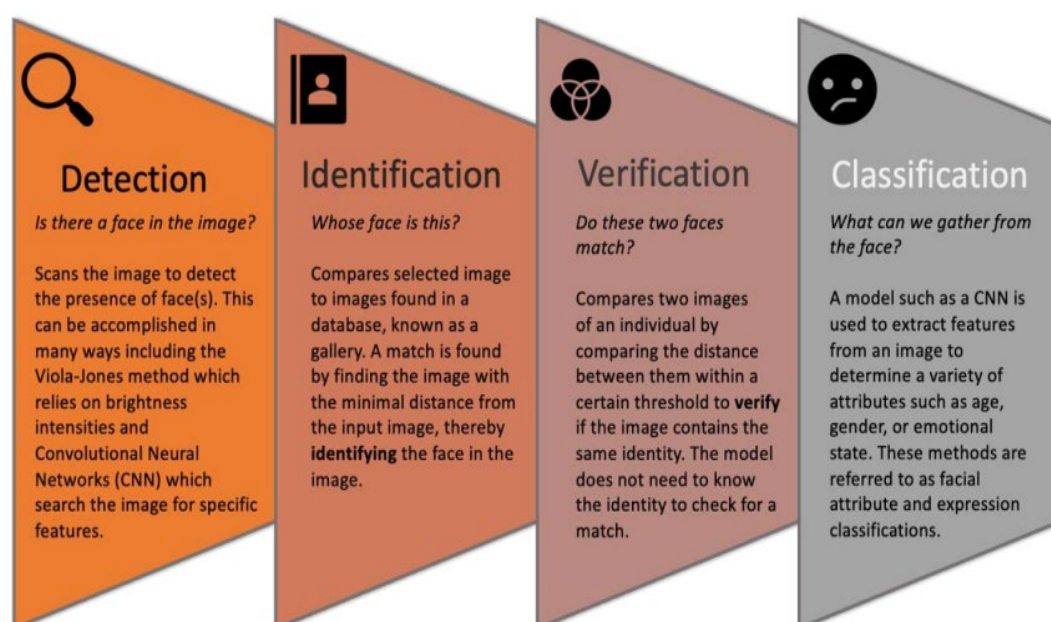 Detection
Is there a face in the image?
Scans the image to detect
the presence of face(s). This
can be accomplished in
many ways including the
Viola-Jones method which
relies on brightness
intensities and
Convolutional Neural
Networks (CNN) which
search the image for specific
features.
Identification
Whose face is this?
Compares selected image
to images found in a
database, known as a
gallery. A match is found
by finding the image with
the minimal distance from
the input image, thereby
identifying the face in the
image.
Verification
Do these two faces
match?
Compares two images
of an individual by
comparing the distance
between them within a
certain threshold to verify
if the image contains the
same identity. The model
does not need to know
the identity to check for a
match.
Classification
What can we gather from
the face?
A model such as a CNN is
used to extract features
from an image to
determine a variety of
attributes such as age,
gender, or emotional
state. These methods are
referred to as facial
attribute and expression
classifications.